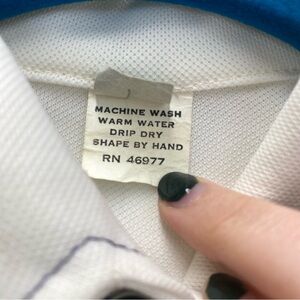 MACHINE WASH
WARM WATER
DRIP DRY
SHAPE BY HAND
RN 46977